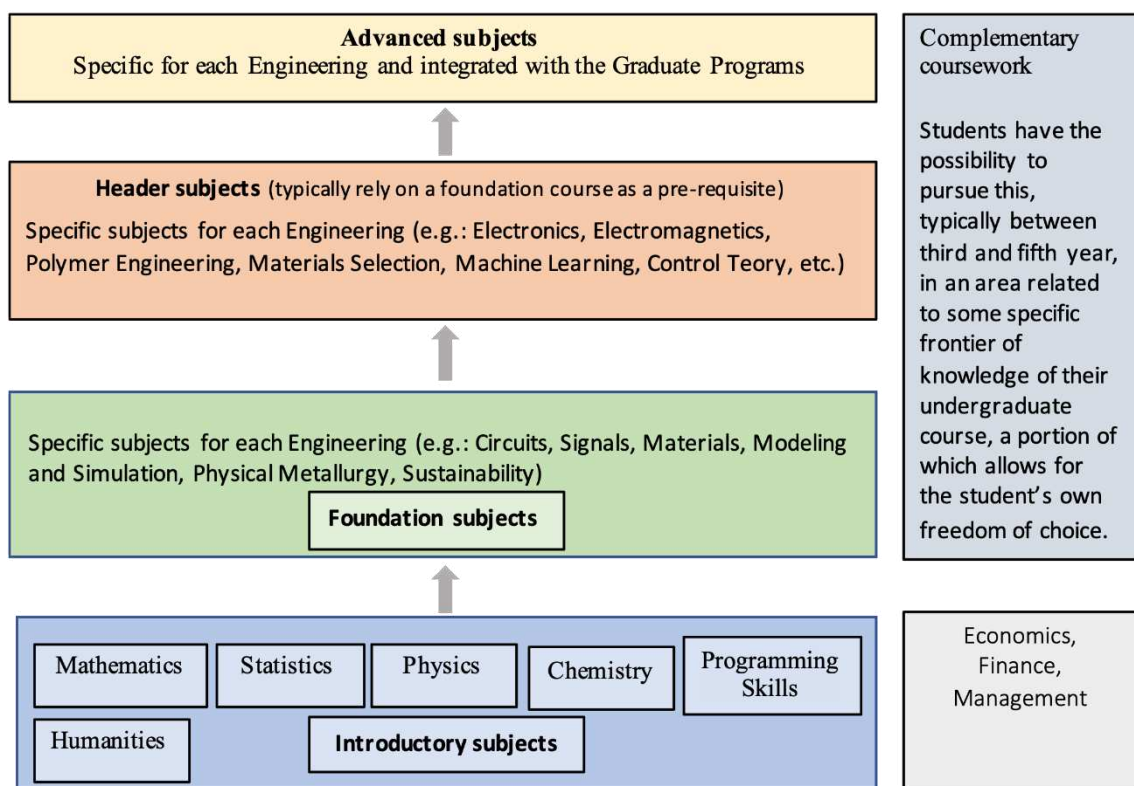 Advanced subjects
Specific for each Engineering and integrated with the Graduate Programs
Header subjects (typically rely on a foundation course as a pre-requisite)
Specific subjects for each Engineering (e.g.: Electronics, Electromagnetics,
Polymer Engineering, Materials Selection, Machine Learning, Control Teory, etc.)
Specific subjects for each Engineering (e.g.: Circuits, Signals, Materials, Modeling
and Simulation, Physical Metallurgy, Sustainability)
Foundation subjects
Mathematics
Statistics
Physics
Chemistry
Programming
Skills
Humanities
Introductory subjects
Complementary
coursework
Students have the
possibility to
pursue this,
typically between
third and fifth year,
in an area related
to some specific
frontier of
knowledge of their
undergraduate
course, a portion of
which allows for
the student’s own
freedom of choice.
Economics,
Finance,
Management